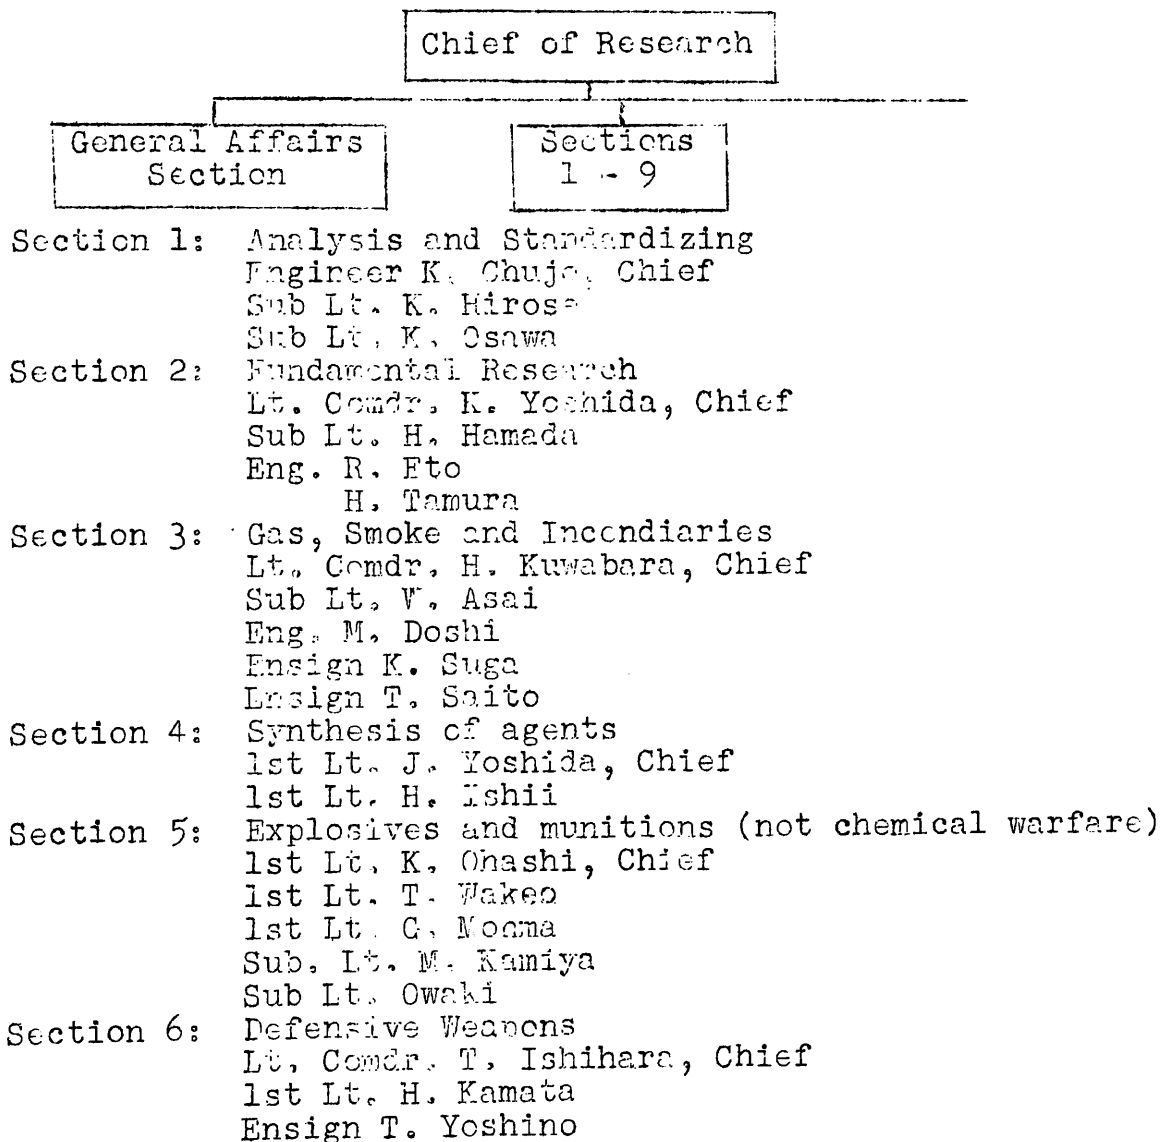 Chief of Research
General Affairs
Section
Sections
1 - 9
Section 1: Analysis and Standardizing
Engineer K. Chujo, Chief
Sub Lt. K. Hirose
Sub Lt. K. Osawa
Section 2: Fundamental Research
Lt. Comdr. K. Yoshida, Chief
Sub Lt. H. Hamada
Eng. R. Eto
H. Tamura
Section 3: Gas, Smoke and Incendiaries
Lt. Comdr. H. Kuwabara, Chief
Sub Lt. Asai
Eng. M. Doshi
Ensign K. Suga
Ensign T. Saito
Section 4: Synthesis of agents
1st Lt. J. Yoshida, Chief
1st Lt. H. Ishii
Section 5: Explosives and munitions (not chemical warfare)
1st Lt. K. Ohashi, Chief
1st Lt. T.
1st Lt. G.
Sub. Lt. M. Kamiya
Sub Lt. Owaki
Section 6: Defensive Weapons
Lt. Comdr. T. Ishihara, Chief
1st Lt. H. Kamata
Ensign T. Yoshino